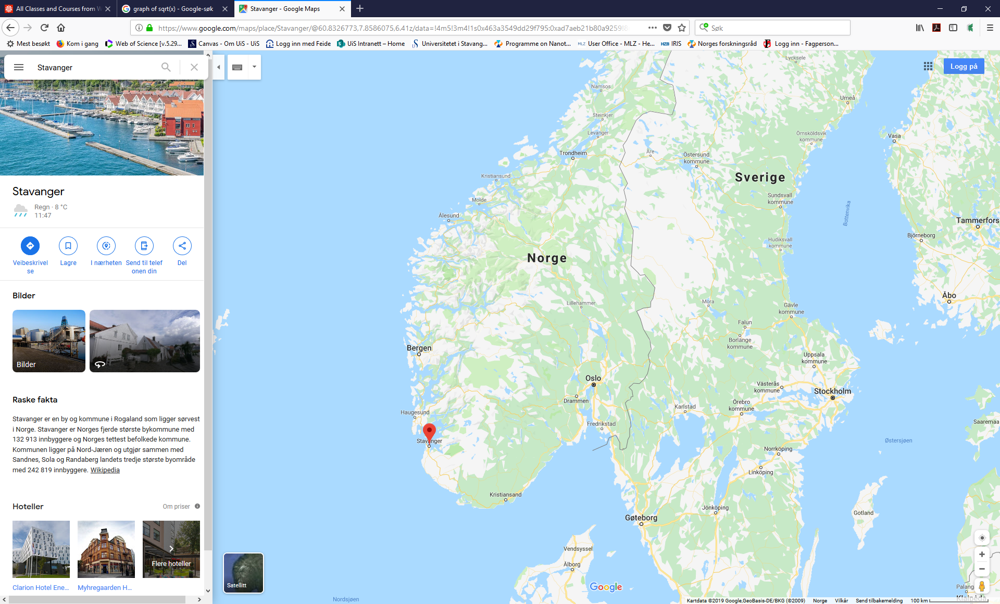 All Classes and Courses from W
graph of sqrt(x) - Google-søk
Stavanger - Google Maps
https://www.google.com/maps/place/Stavanger/@60.8326773,7.8586075,6.41z/data=!4m5!3m4!1s0x463a3549dd29f795:0xad7aeb21b80a9259!8
Søk
Mest besøkt
Kom i gang
Web of Science [v.5.29...
Canvas - Om UiS - UiS
Logg inn med Feide
UiS Intranett – Home
Universitetet i Stavang...
Programme on Nanot...
MLZ User Office - MLZ - He...
HZB IRIS
Norges forskningsråd
Logg inn - Fagperson...
Stavanger
Logg på
Stavanger
Regn · 8 °C
11:47
Veibeskrivel
se
Lagre
I nærheten
Send til telef
onen din
Del
Bilder
Bilder
Raske fakta
Stavanger er en by og kommune i Rogaland som ligger sørvest
i Norge. Stavanger er Norges fjerde største bykommune med
132 913 innbyggere og Norges tettest befolkede kommune.
Kommunen ligger på Nord-Jæren og utgjør sammen med
Sandnes, Sola og Randaberg landets tredje største byområde
med 242 819 innbyggere. Wikipedia
Hoteller
Om priser
Flere hoteller
Clarion Hotel Ene...
Myhregaarden H...
Lycksele
Namsos
Umeå
Steinkjer
Levanger
Örnsköldsvik
kommune
Vasa
Trondheim
Åre
Östersund
kommune
Kristiansund
Sverige
Molde
Sundsvall
kommune
Ålesund
Bottenvika
Tammerfors
Björneborg
Hudiksvall
kommune
Norge
Åbo
Lillehammer
Mora
Gävle
kommune
Falun
Borlänge
kommune
Bergen
Uppsala
kommune
Oslo
Västerås
kommune
Stockholm
Drammen
Karlstad
Örebro
kommune
Haugesund
Fredrikstad
Saaremaa
Stavanger
Østersjøen
Norrköping
Linköping
Kristiansand
Jönköping
Gotland
Gøteborg
Vendsyssel
Ålborg
Satellitt
Google
Palang
Klaipėda
Nordsjøen
Kartdata ©2019 Google,GeoBasis-DE/BKG (©2009)
Norge
Vilkår
Send tilbakemelding
100 km